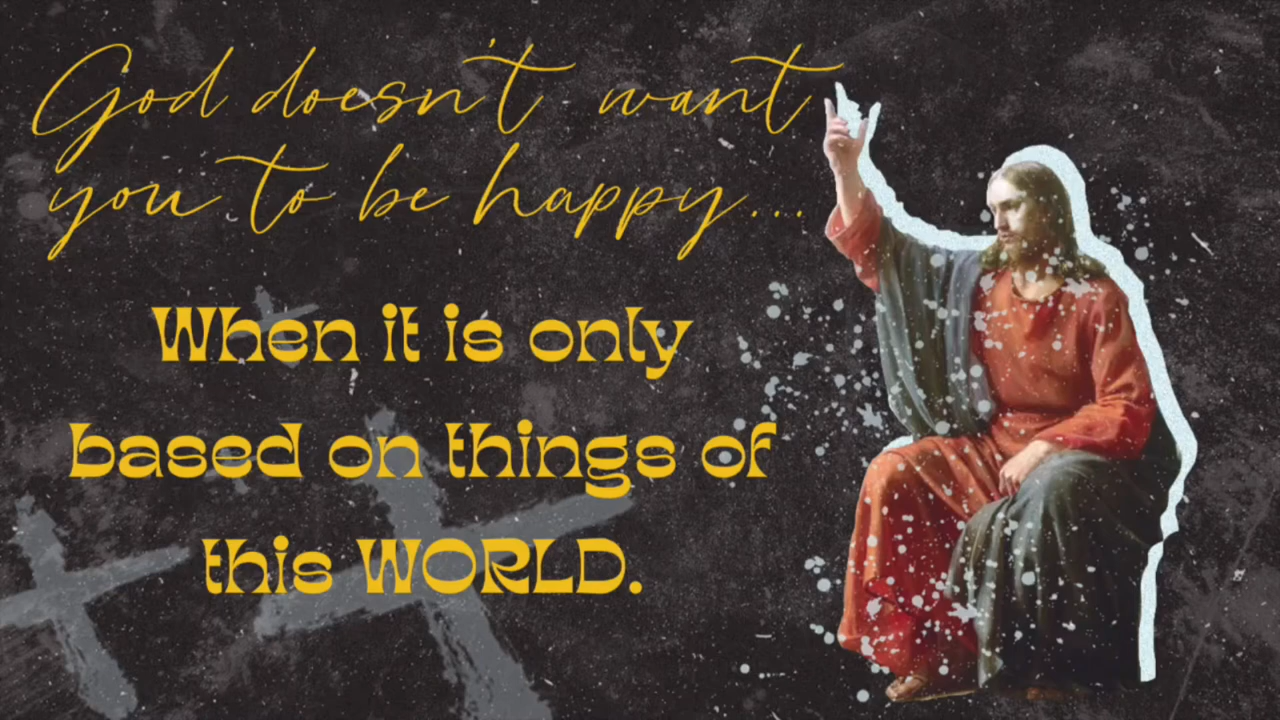 God doesn't want
you to be happy...
When it is only
based on things of
this WORLD.